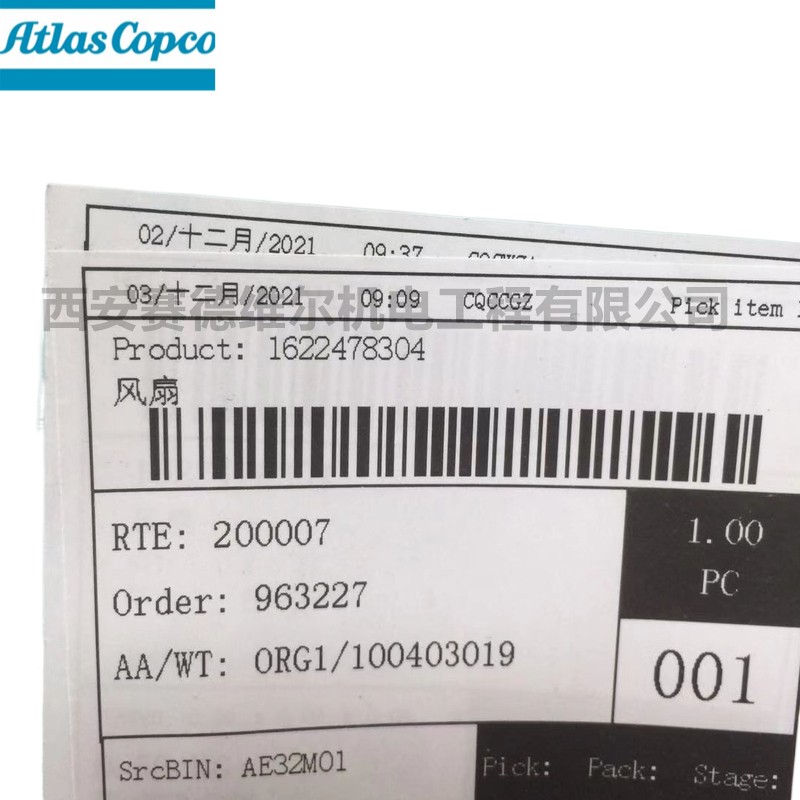 Atlas Copco
02/十二月/2021 09:37
03/十二月/2021 09:09 CQCCGZ Pick item
西安赛德维尔机电工程有限公司
Product: 1622478304
风扇
RTE: 200007
1.00
PC
Order: 963227
AA/WT: ORG1/100403019
001
SrcBIN: AE32M01
Pick: Pack: Stage: